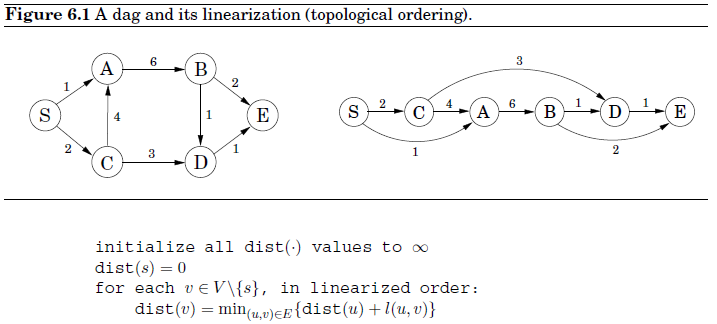 Figure 6.1 A dag and its linearization (topological ordering).
A 6 B
1 2
S 4 1 E
2 3 1
C D
3
S 2 C 4 A 6 B 1 D 1 E
1 2
initialize all dist(·) values to ∞
dist(s) = 0
for each v ∈ V\{s}, in linearized order:
dist(v) = min(u,v)∈E{dist(u) + l(u, v)}